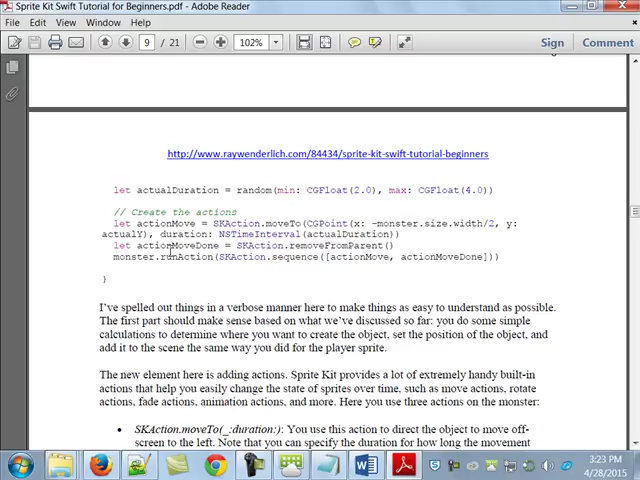 Sprite Kit Swift Tutorial for Beginners.pdf - Adobe Reader
File Edit View Window Help
9 / 21 102% Sign Comment
http://www.raywenderlich.com/84434/sprite-kit-swift-tutorial-beginners
let actualDuration = random(min: CGFloat(2.0), max: CGFloat(4.0))
// Create the actions
let actionMove = SKAction.moveTo(CGPoint(x: -monster.size.width/2, y:
actualY), duration: NSTimeInterval(actualDuration))
let actionMoveDone = SKAction.removeFromParent()
monster.runAction(SKAction.sequence([actionMove, actionMoveDone]))
}
I've spelled out things in a verbose manner here to make things as easy to understand as possible.
The first part should make sense based on what we've discussed so far: you do some simple
calculations to determine where you want to create the object, set the position of the object, and
add it to the scene the same way you did for the player sprite.
The new element here is adding actions. Sprite Kit provides a lot of extremely handy built-in
actions that help you easily change the state of sprites over time, such as move actions, rotate
actions, fade actions, animation actions, and more. Here you use three actions on the monster:
• SKAction.moveTo(_:duration:): You use this action to direct the object to move off-
screen to the left. Note that you can specify the duration for how long the movement
3:23 PM
4/28/2015